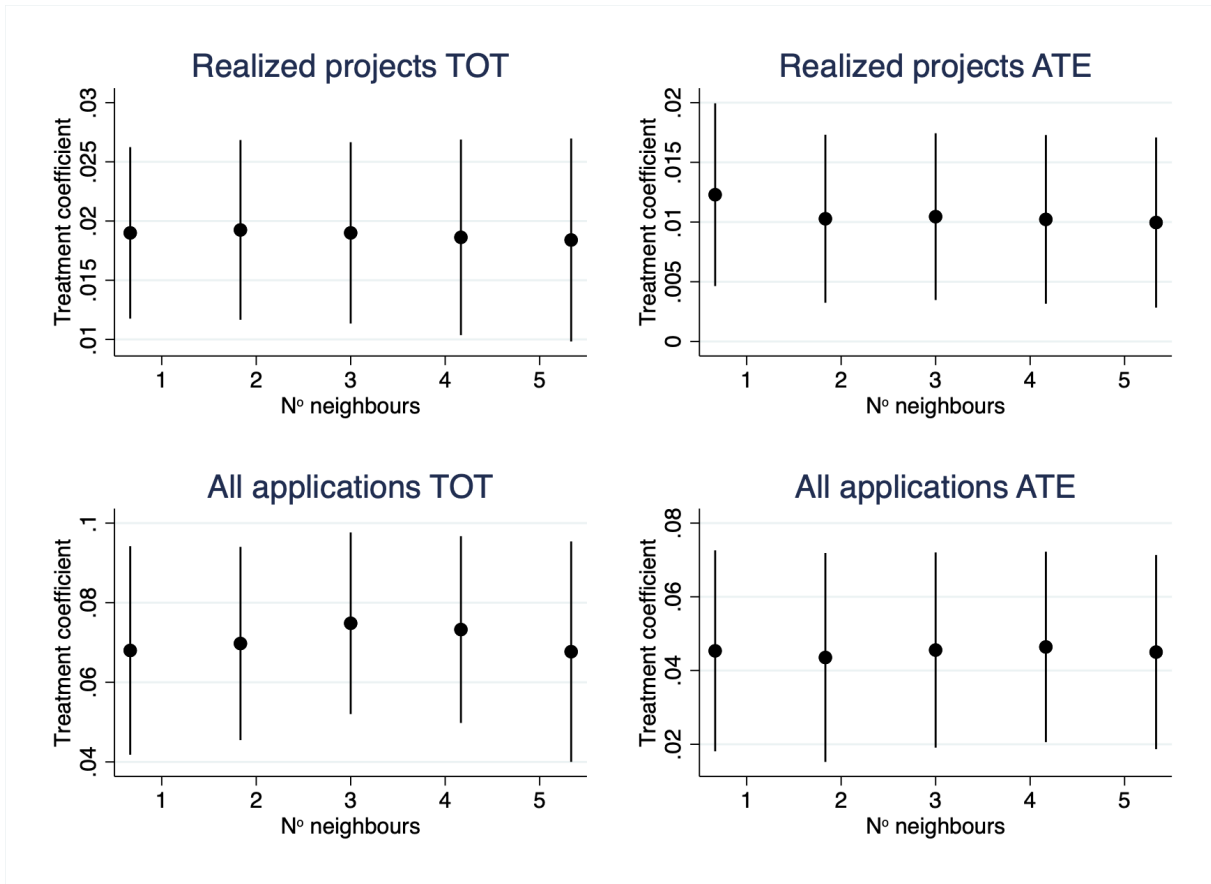 Realized projects TOT
Treatment coefficient
.03
.025
.02
.015
.01
1 2 3 4 5
Nº neighbours
Realized projects ATE
Treatment coefficient
.02
.015
.01
.005
0
1 2 3 4 5
Nº neighbours
All applications TOT
Treatment coefficient
.1
.08
.06
.04
1 2 3 4 5
Nº neighbours
All applications ATE
Treatment coefficient
.08
.06
.04
.02
1 2 3 4 5
Nº neighbours